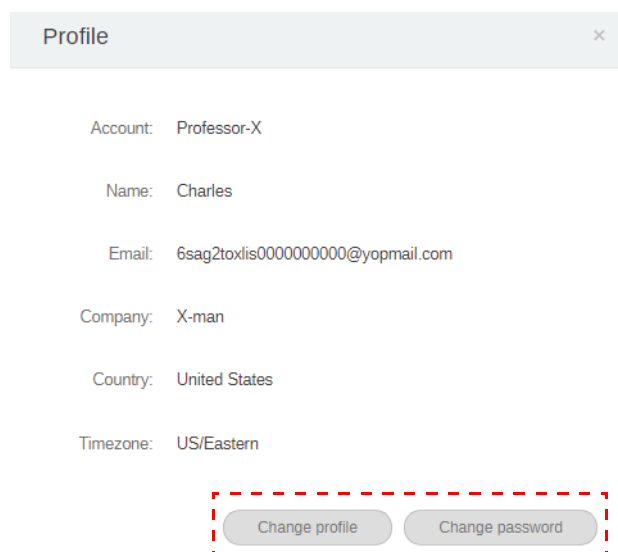 Profile ×
Account: Professor-X
Name: Charles
Email: 6sag2toxlis0000000000@yopmail.com
Company: X-man
Country: United States
Timezone: US/Eastern
Change profile Change password